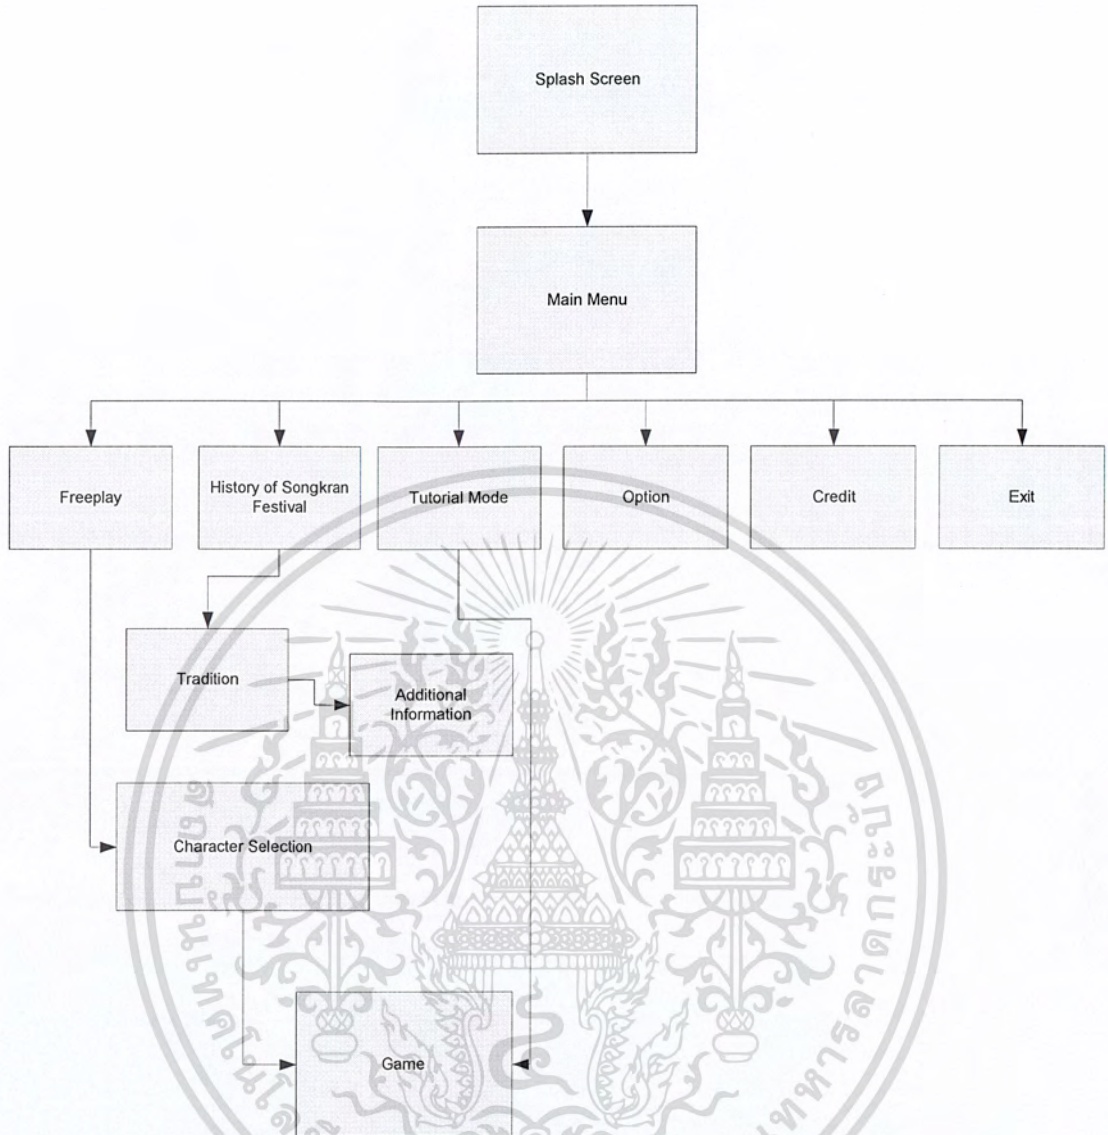 Splash Screen
Main Menu
Freeplay
History of Songkran
Festival
Tutorial Mode
Option
Credit
Exit
Tradition
Additional
Information
Character Selection
Game